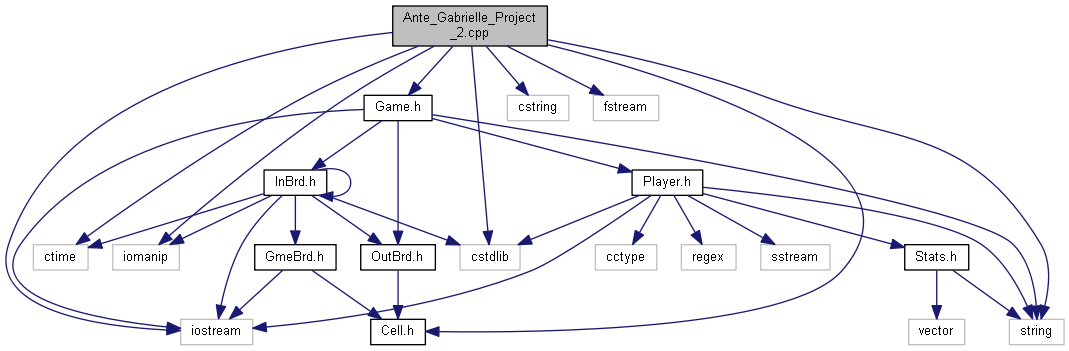 Ante_Gabrielle_Project
_2.cpp
Game.h
cstring
fstream
InBrd.h
Player.h
ctime
iomanip
GmeBrd.h
OutBrd.h
cstdlib
cctype
regex
sstream
Stats.h
iostream
Cell.h
vector
string